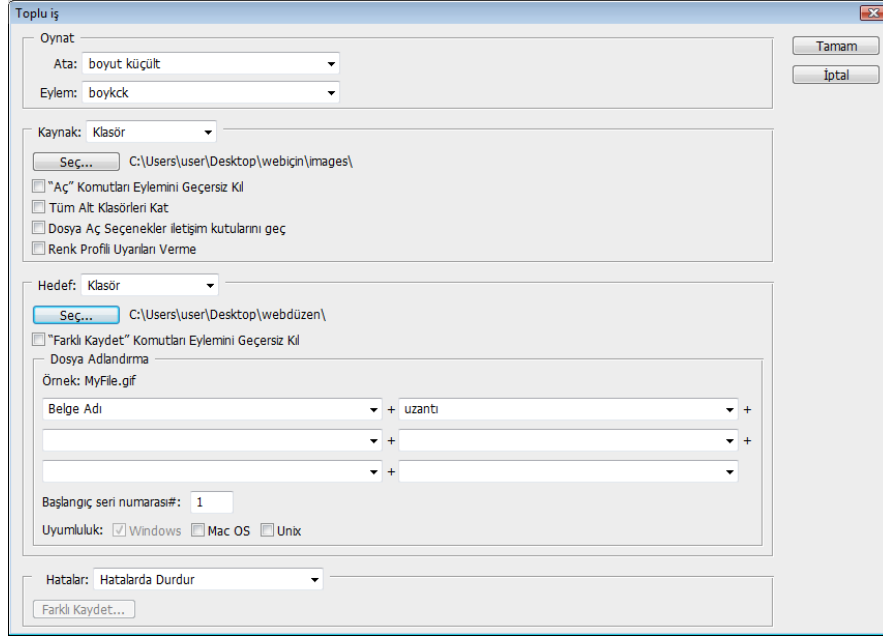 Toplu iş
Oynat
Tamam
Ata: boyut küçült
İptal
Eylem: boykck
Kaynak: Klasör
Seç... C:\Users\user\Desktop\webiçin\images\
"Aç" Komutları Eylemini Geçersiz Kıl
Tüm Alt Klasörleri Kat
Dosya Aç Seçenekler iletişim kutularını geç
Renk Profili Uyarıları Verme
Hedef: Klasör
Seç... C:\Users\user\Desktop\webdüzen\
"Farklı Kaydet" Komutları Eylemini Geçersiz Kıl
Dosya Adlandırma
Örnek: MyFile.gif
Belge Adı + uzantı +
+ +
+
Başlangıç seri numarası#: 1
Uyumluluk: Windows Mac OS Unix
Hatalar: Hatalarda Durdur
Farklı Kaydet...